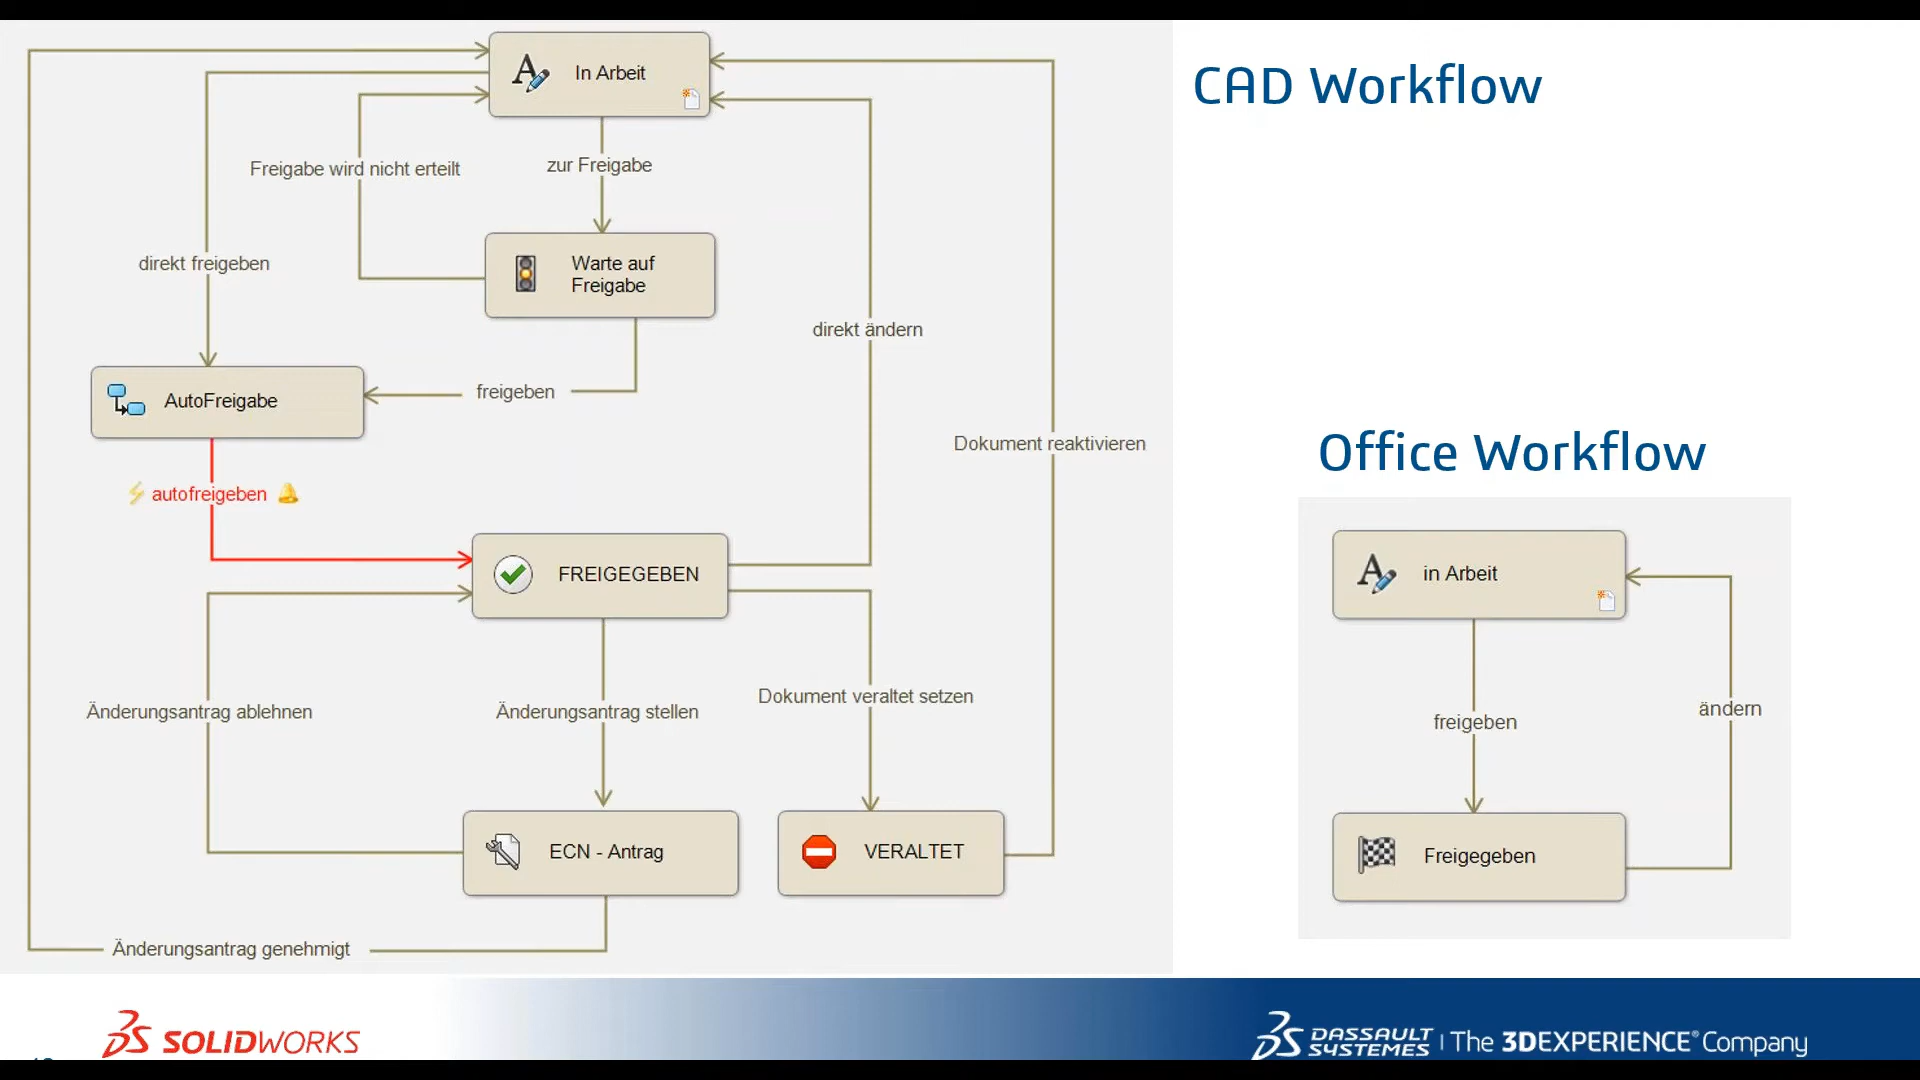 CAD Workflow
In Arbeit
Freigabe wird nicht erteilt
zur Freigabe
direkt freigeben
Warte auf
Freigabe
direkt ändern
AutoFreigabe
freigeben
Dokument reaktivieren
autofreigeben
FREIGEGEBEN
Änderungsantrag ablehnen
Änderungsantrag stellen
Dokument veraltet setzen
ECN - Antrag
VERALTET
Änderungsantrag genehmigt
Office Workflow
in Arbeit
freigeben
ändern
Freigegeben
SOLIDWORKS
DASSAULT
SYSTEMES
The 3DEXPERIENCE® Company